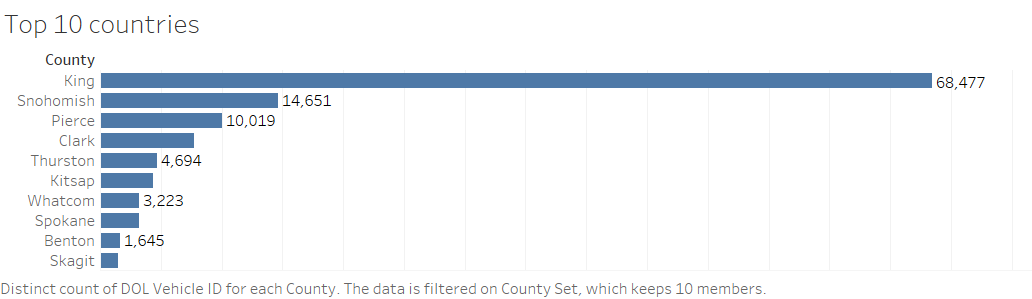 Top 10 countries
County
King 68,477
Snohomish 14,651
Pierce 10,019
Clark
Thurston 4,694
Kitsap
Whatcom 3,223
Spokane
Benton 1,645
Skagit
Distinct count of DOL Vehicle ID for each County. The data is filtered on County Set, which keeps 10 members.